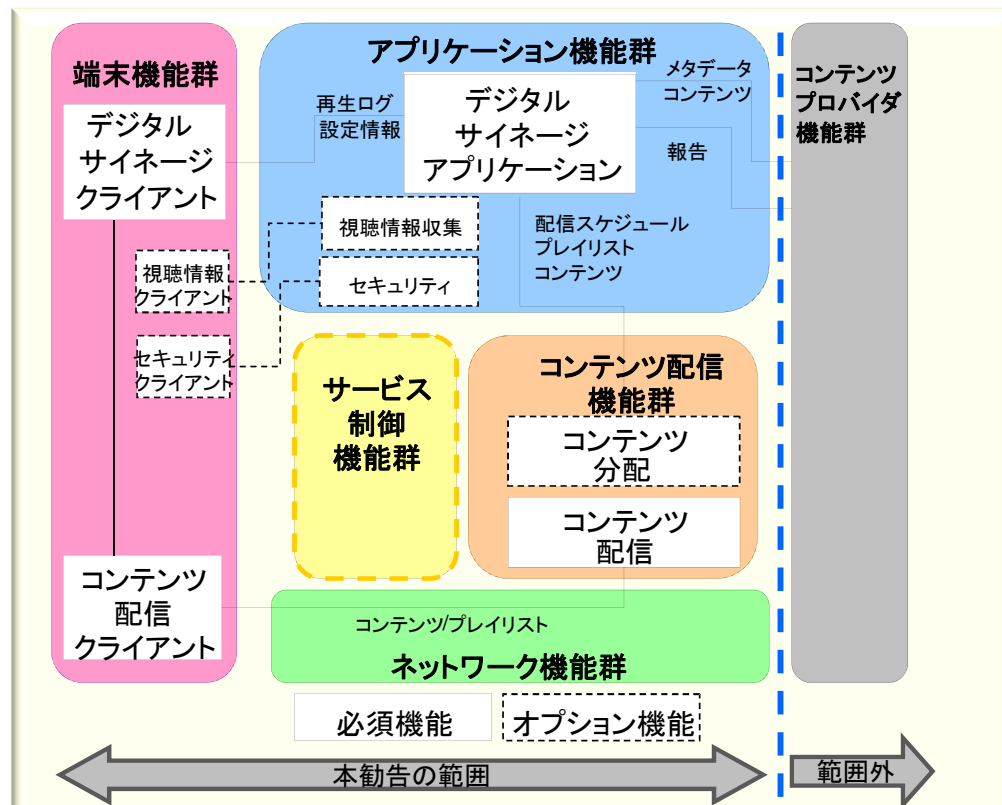 端末機能群
デジタル
サイネージ
クライアント
視聴情報
クライアント
セキュリティ
クライアント
コンテンツ
配信
クライアント
アプリケーション機能群
再生ログ
設定情報
デジタル
サイネージ
アプリケーション
メタデータ
コンテンツ
報告
視聴情報収集
セキュリティ
配信スケジュール
プレイリスト
コンテンツ
サービス
制御
機能群
コンテンツ配信
機能群
コンテンツ
分配
コンテンツ
配信
コンテンツ/プレイリスト
ネットワーク機能群
コンテンツ
プロバイダ
機能群
必須機能
オプション機能
本勧告の範囲
範囲外